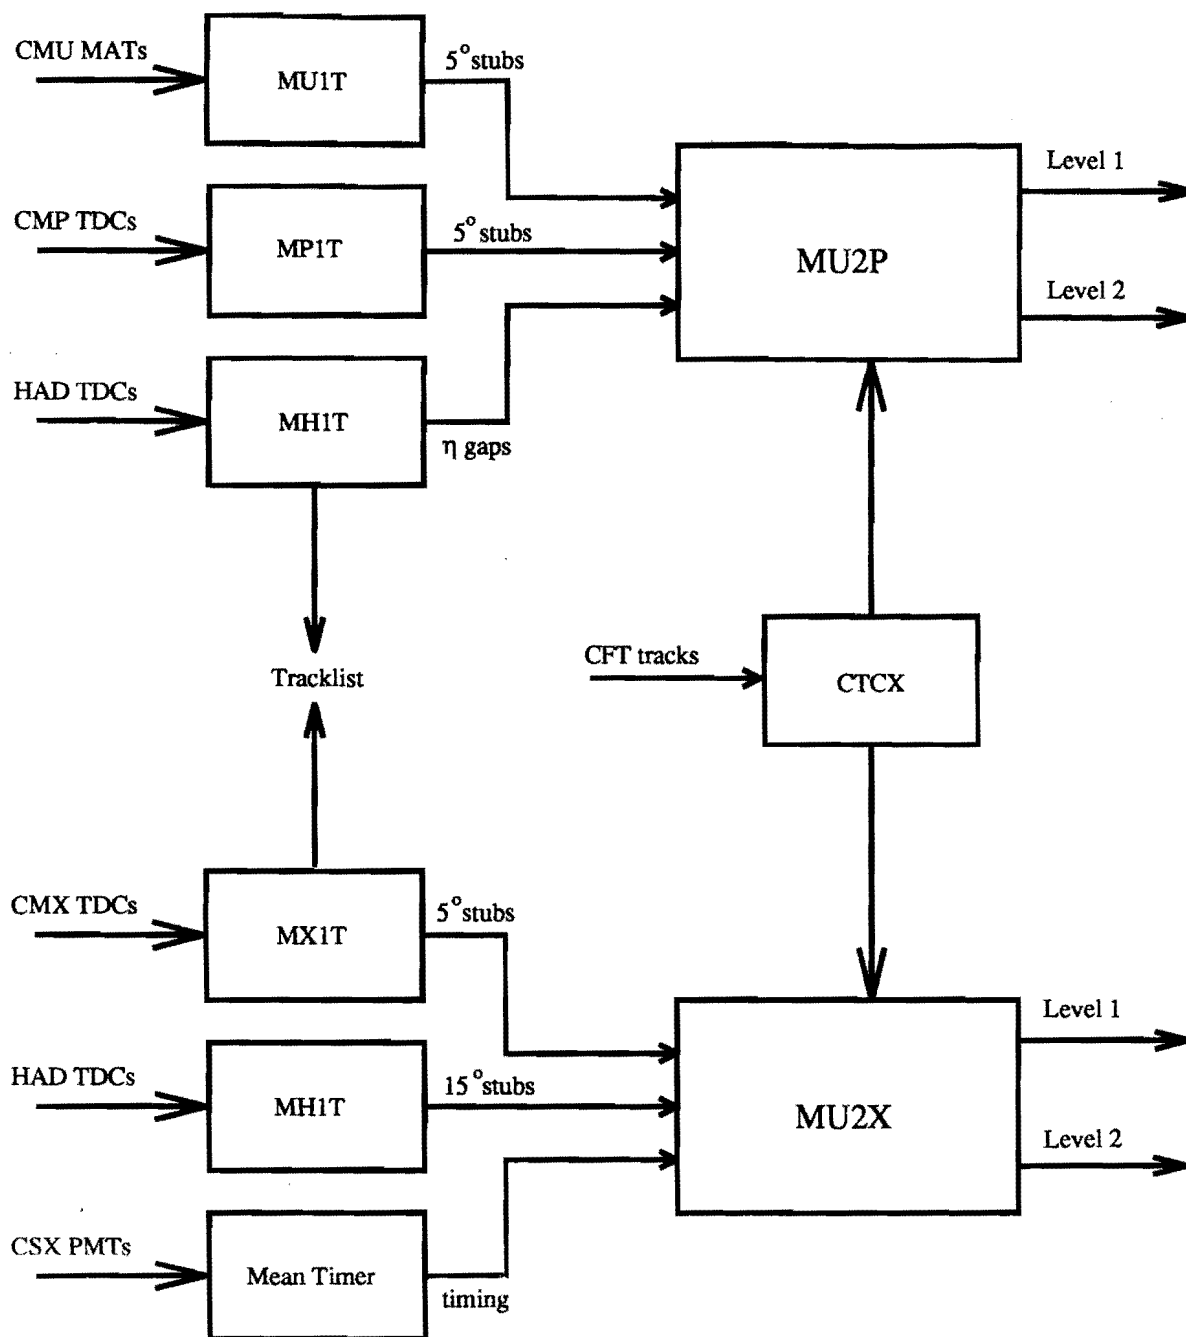 CMU MATs
MU1T
5° stubs
CMP TDCs
MP1T
5° stubs
HAD TDCs
MH1T
η gaps
MU2P
Level 1
Level 2
Tracklist
CFT tracks
CTCX
CMX TDCs
MX1T
5° stubs
HAD TDCs
MH1T
15° stubs
CSX PMTs
Mean Timer
timing
MU2X
Level 1
Level 2